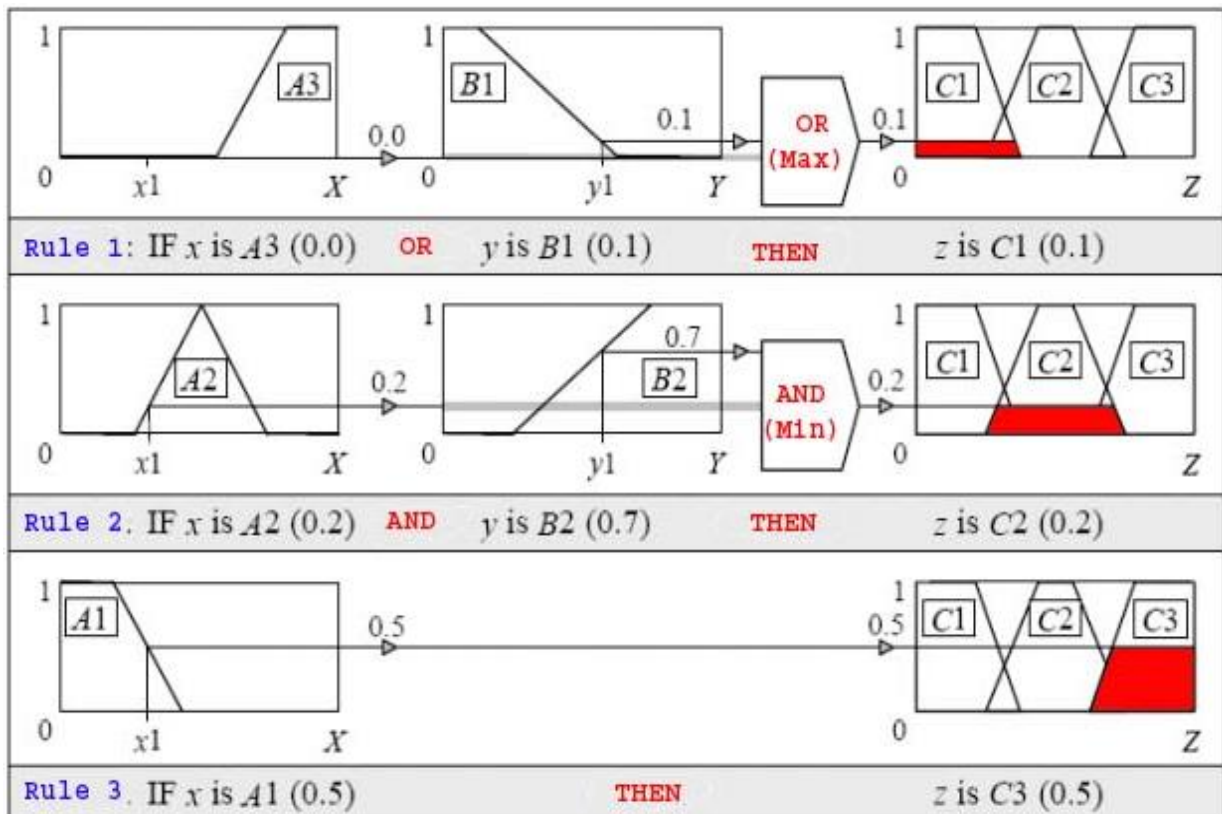 1 A3 0.0 1 B1 0.1 OR (Max) 0.1 1 C1 C2 C3
0 x1 X 0 y1 Y 0 Z
Rule 1: IF x is A3 (0.0) OR y is B1 (0.1) THEN z is C1 (0.1)
1 A2 0.2 1 0.7 B2 AND (Min) 0.2 1 C1 C2 C3
0 x1 X 0 y1 Y 0 Z
Rule 2. IF x is A2 (0.2) AND y is B2 (0.7) THEN z is C2 (0.2)
1 A1 0.5 0.5 1 C1 C2 C3
0 x1 X 0 Z
Rule 3. IF x is A1 (0.5) THEN z is C3 (0.5)